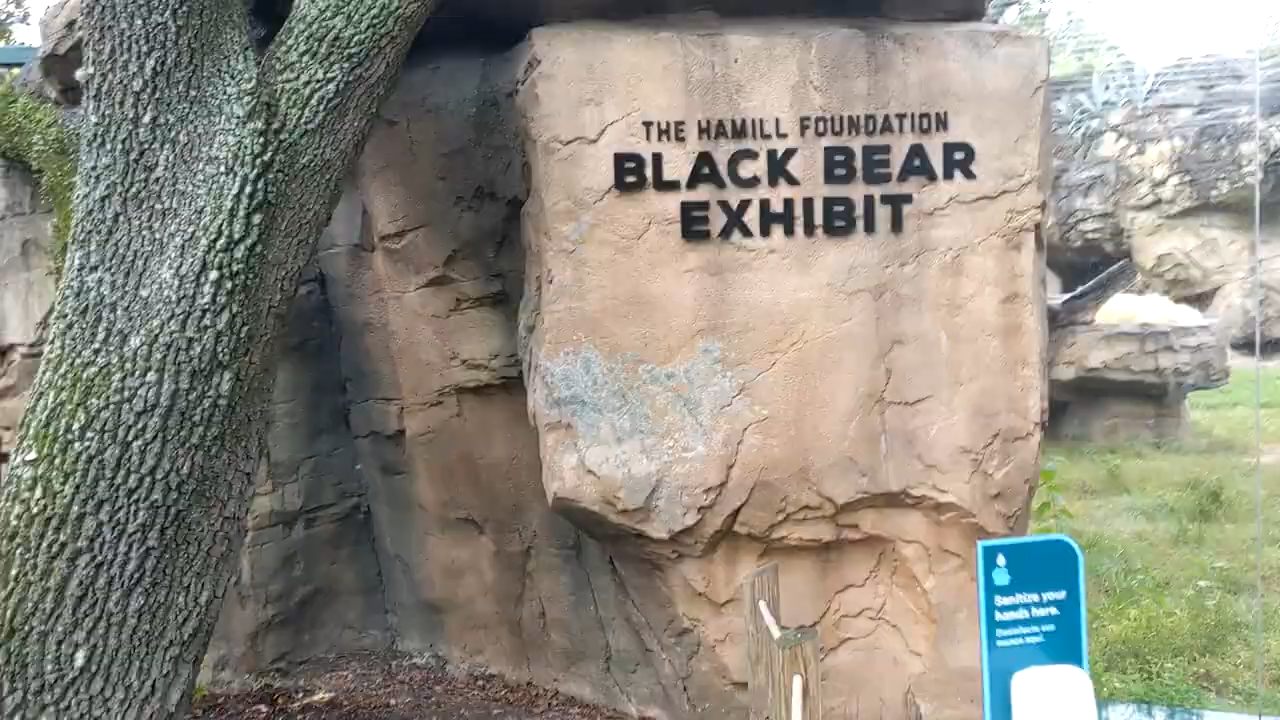 THE HAMILL FOUNDATION
BLACK BEAR
EXHIBIT
Sanitize your
hands here.